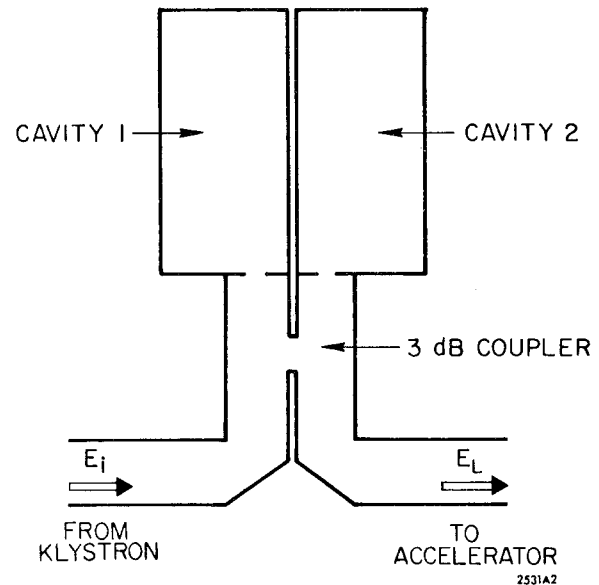 CAVITY 1
CAVITY 2
3 dB COUPLER
Ei
EL
FROM
KLYSTRON
TO
ACCELERATOR
2531A2